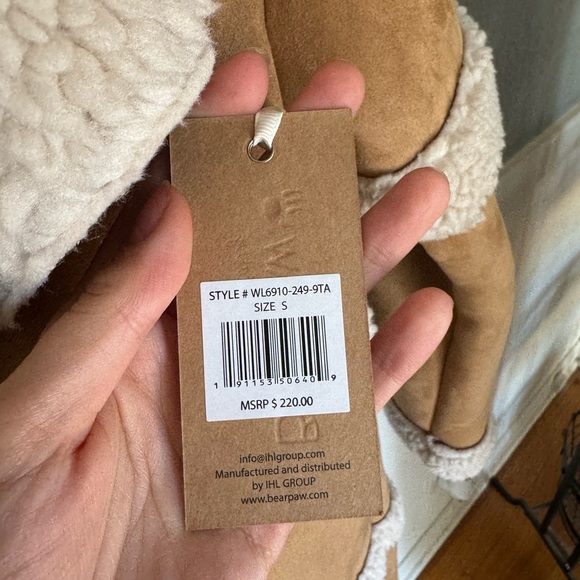 STYLE # WL6910-249-9TA
SIZE S
1 91153 50640 9
MSRP $ 220.00
info@ihlgroup.com
Manufactured and distributed
by IHL GROUP
www.bearpaw.com